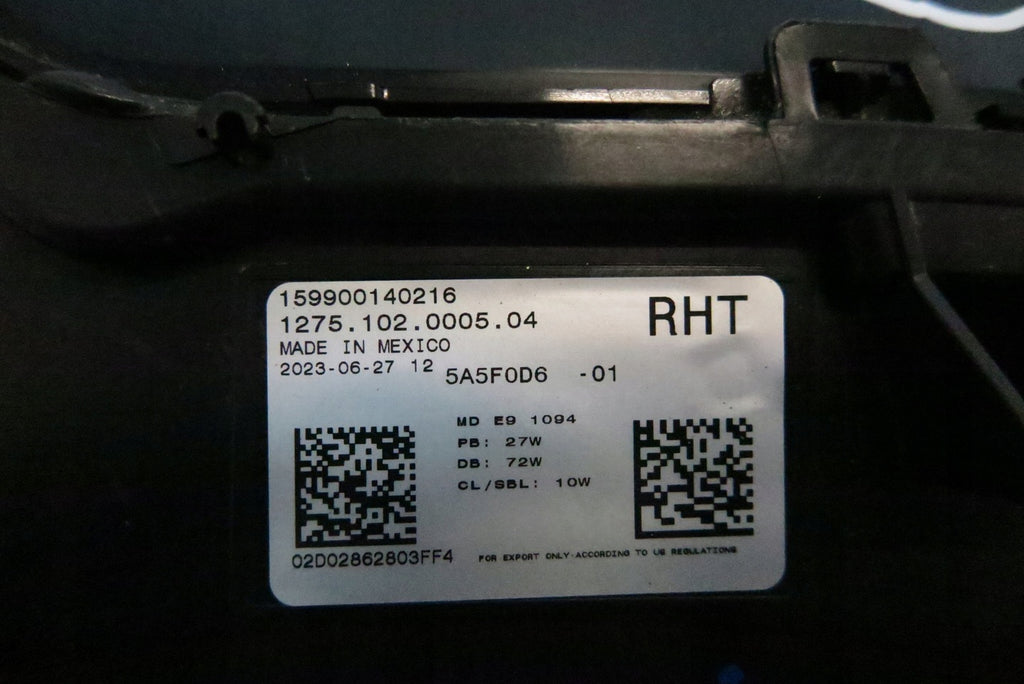 159900140216
RHT
1275.102.0005.04
MADE IN MEXICO
2023-06-27 12
5A5F0D6 -01
MD E9 1094
PB: 27W
DB: 72W
CL/SBL: 10W
02D02862803FF4
FOR EXPORT ONLY-ACCORDING TO US REGULATIONS